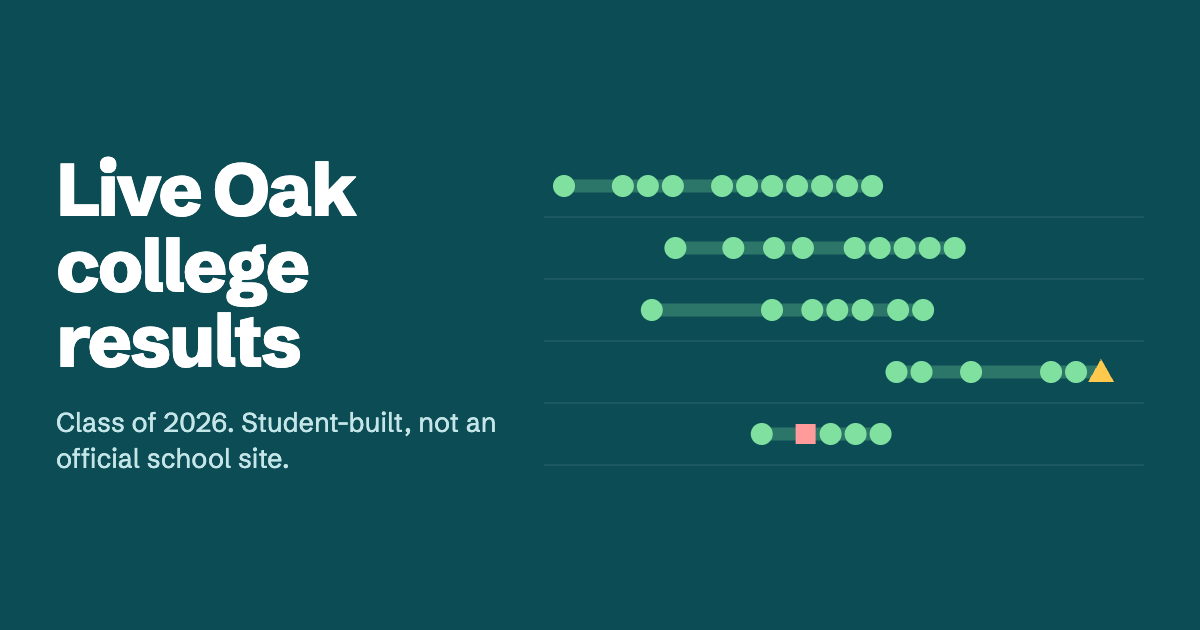 Live Oak
college
results
Class of 2026. Student-built, not an
official school site.